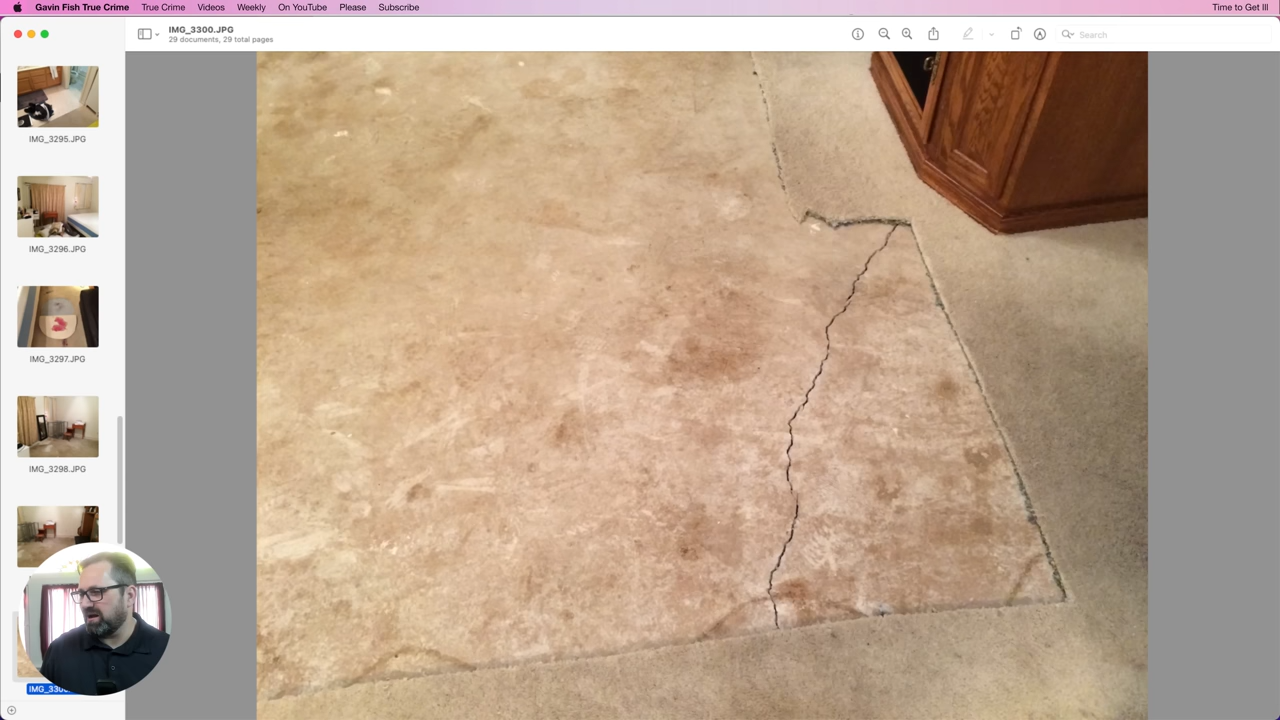 Gavin Fish True Crime True Crime Videos Weekly On YouTube Please Subscribe Time to Get Ill
IMG_3300.JPG
29 documents, 29 total pages
Search
IMG_3295.JPG
IMG_3296.JPG
IMG_3297.JPG
IMG_3298.JPG
IMG_330